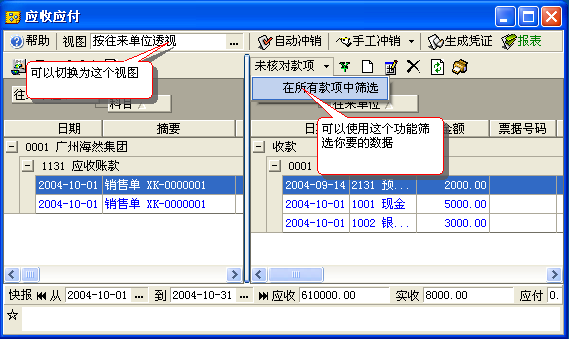 应收应付
帮助 视图 按往来单位透视 ... 自动冲销 手工冲销 生成凭证 报表
可以切换为这个视图
未核对款项
在所有款项中筛选
往
科目
来单位
可以使用这个功能筛选你要的数据
日期 摘要
日 金额 票据号码
0001 广州海然集团
1131 应收账款
2004-10-01 销售单 XK-0000001
2004-10-01 销售单 XK-0000001
收款
0001
2004-09-14 2131 预... 2000.00
2004-10-01 1001 现金 5000.00
2004-10-01 1002 银... 3000.00
快报 从 2004-10-01 ... 到 2004-10-31 ... 应收 610000.00 实收 8000.00 应付 0.